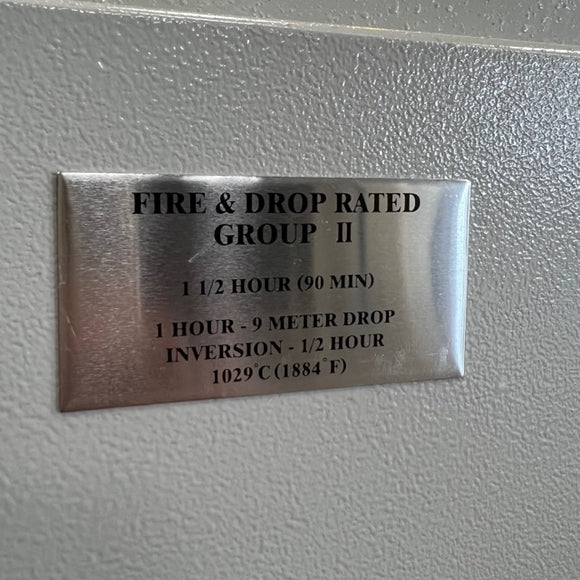 FIRE & DROP RATED
GROUP II
1 1/2 HOUR (90 MIN)
1 HOUR - 9 METER DROP
INVERSION - 1/2 HOUR
1029°C (1884°F)